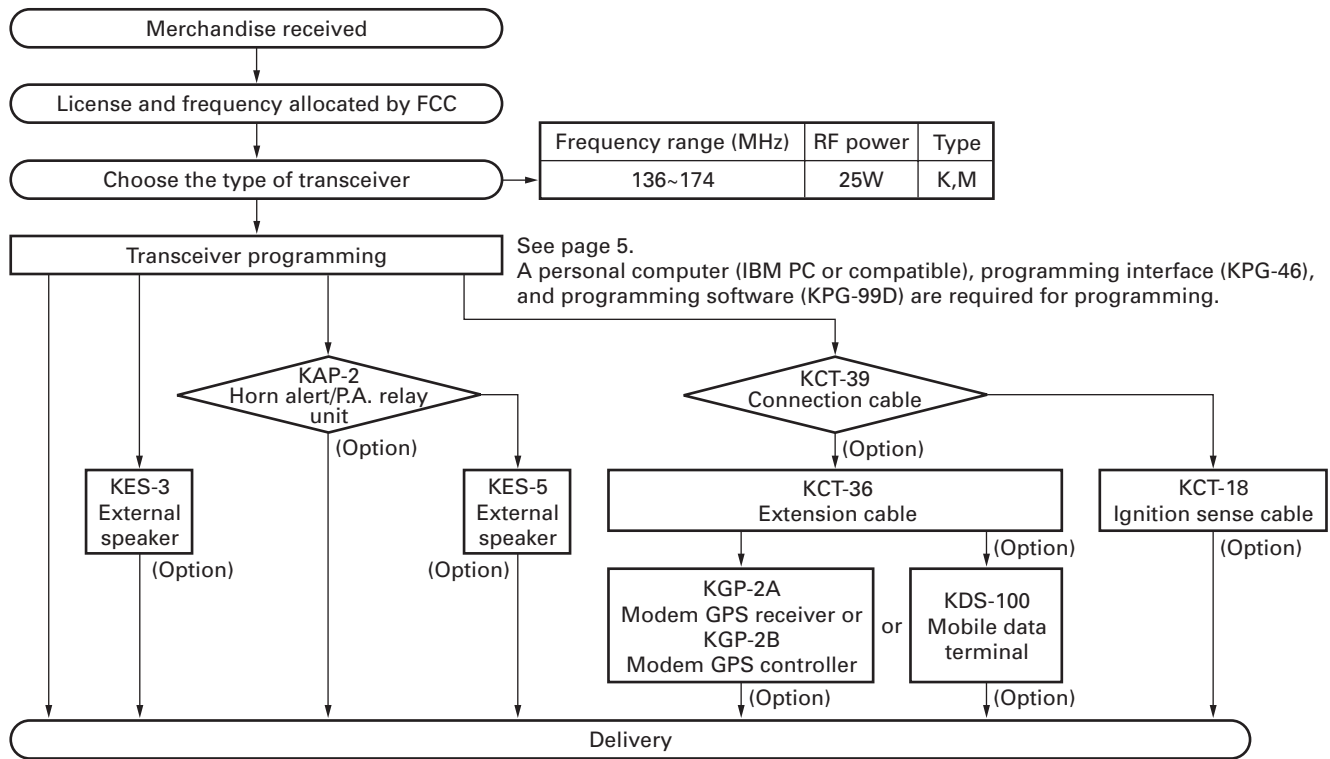 Merchandise received
License and frequency allocated by FCC
Choose the type of transceiver
Frequency range (MHz) RF power Type
136~174 25W K,M
Transceiver programming
See page 5.
A personal computer (IBM PC or compatible), programming interface (KPG-46),
and programming software (KPG-99D) are required for programming.
KAP-2
Horn alert/P.A. relay
unit
(Option)
KCT-39
Connection cable
(Option)
KES-3
External
speaker
(Option)
KES-5
External
speaker
(Option)
KCT-36
Extension cable
(Option)
KCT-18
Ignition sense cable
(Option)
KGP-2A
Modem GPS receiver or
KGP-2B
Modem GPS controller
(Option)
or
KDS-100
Mobile data
terminal
(Option)
Delivery